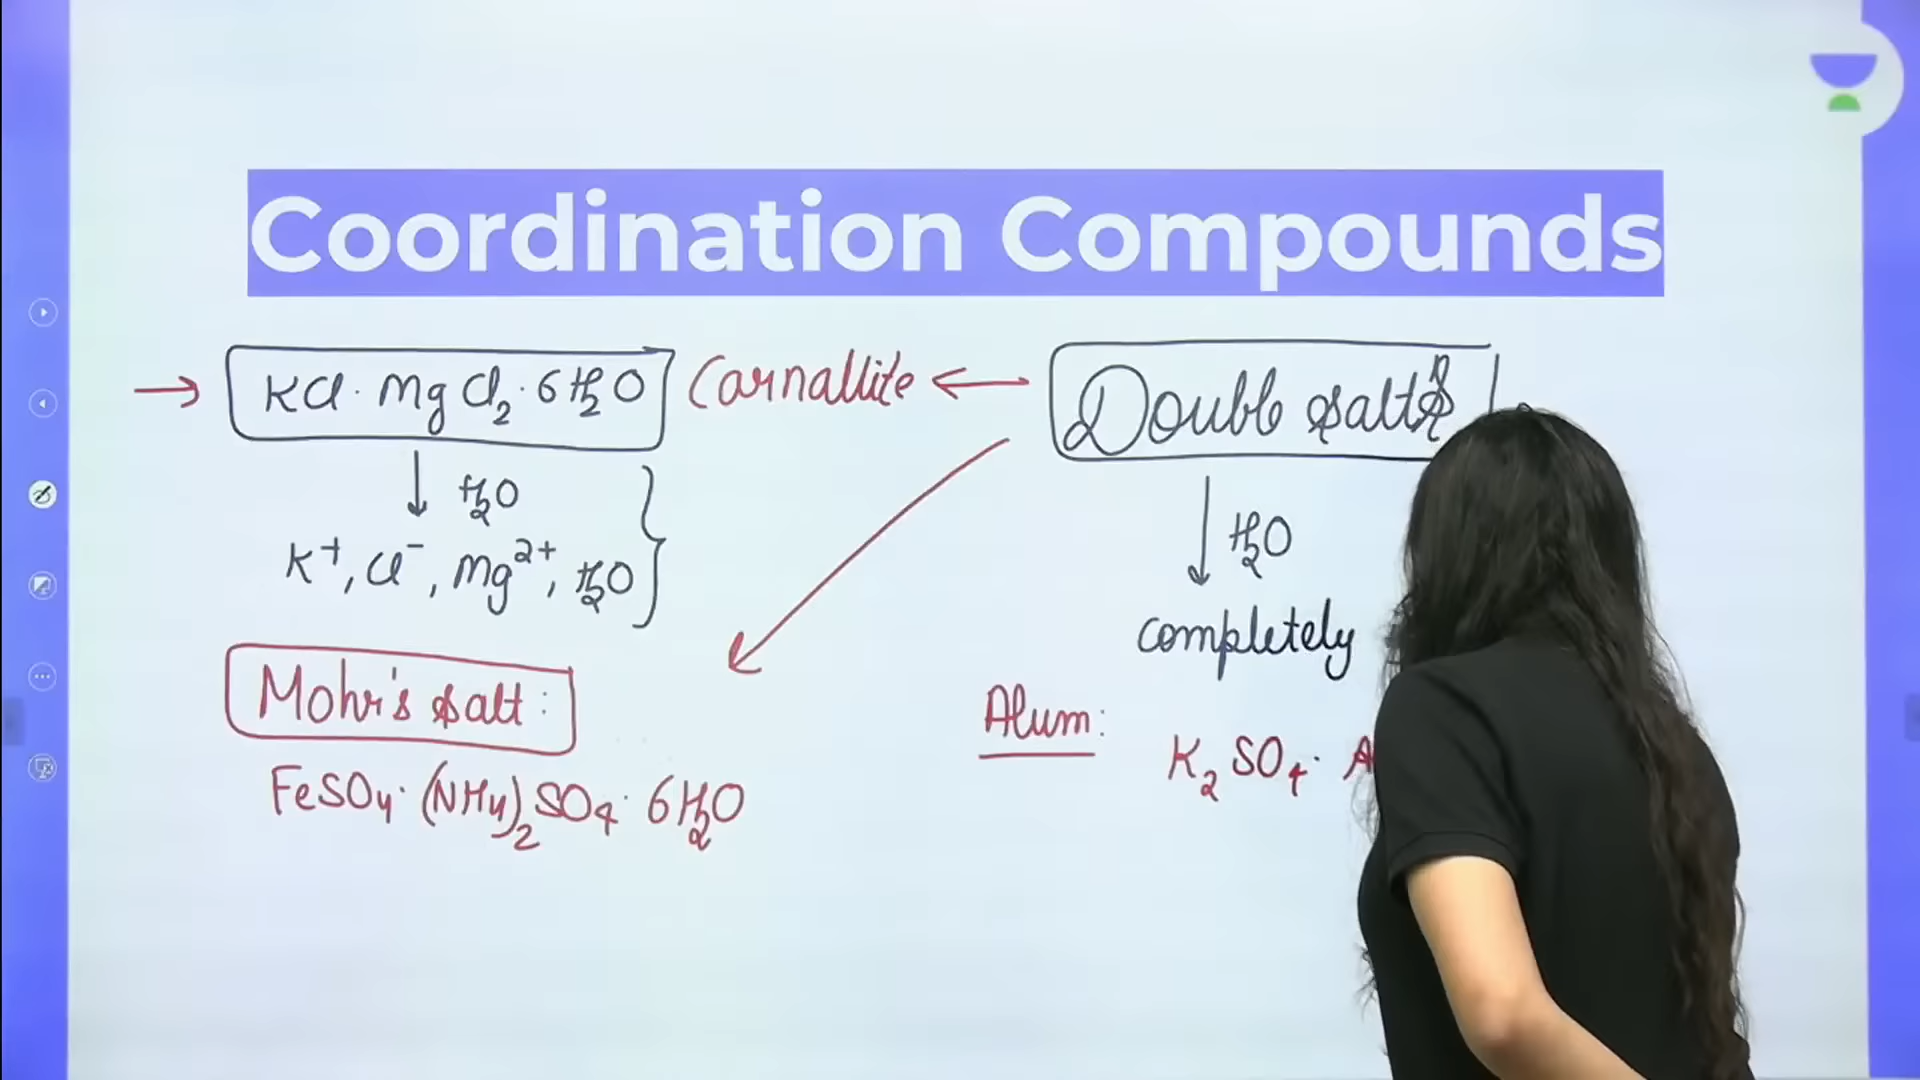 Coordination Compounds
→ KCl · MgCl₂ · 6H₂O Carnallite ← Double salts
↓ H₂O
K⁺, Cl⁻, Mg²⁺, H₂O
↓ H₂O
completely
Mohr's salt:
FeSO₄ · (NH₄)₂SO₄ · 6H₂O
Alum:
K₂SO₄ · A